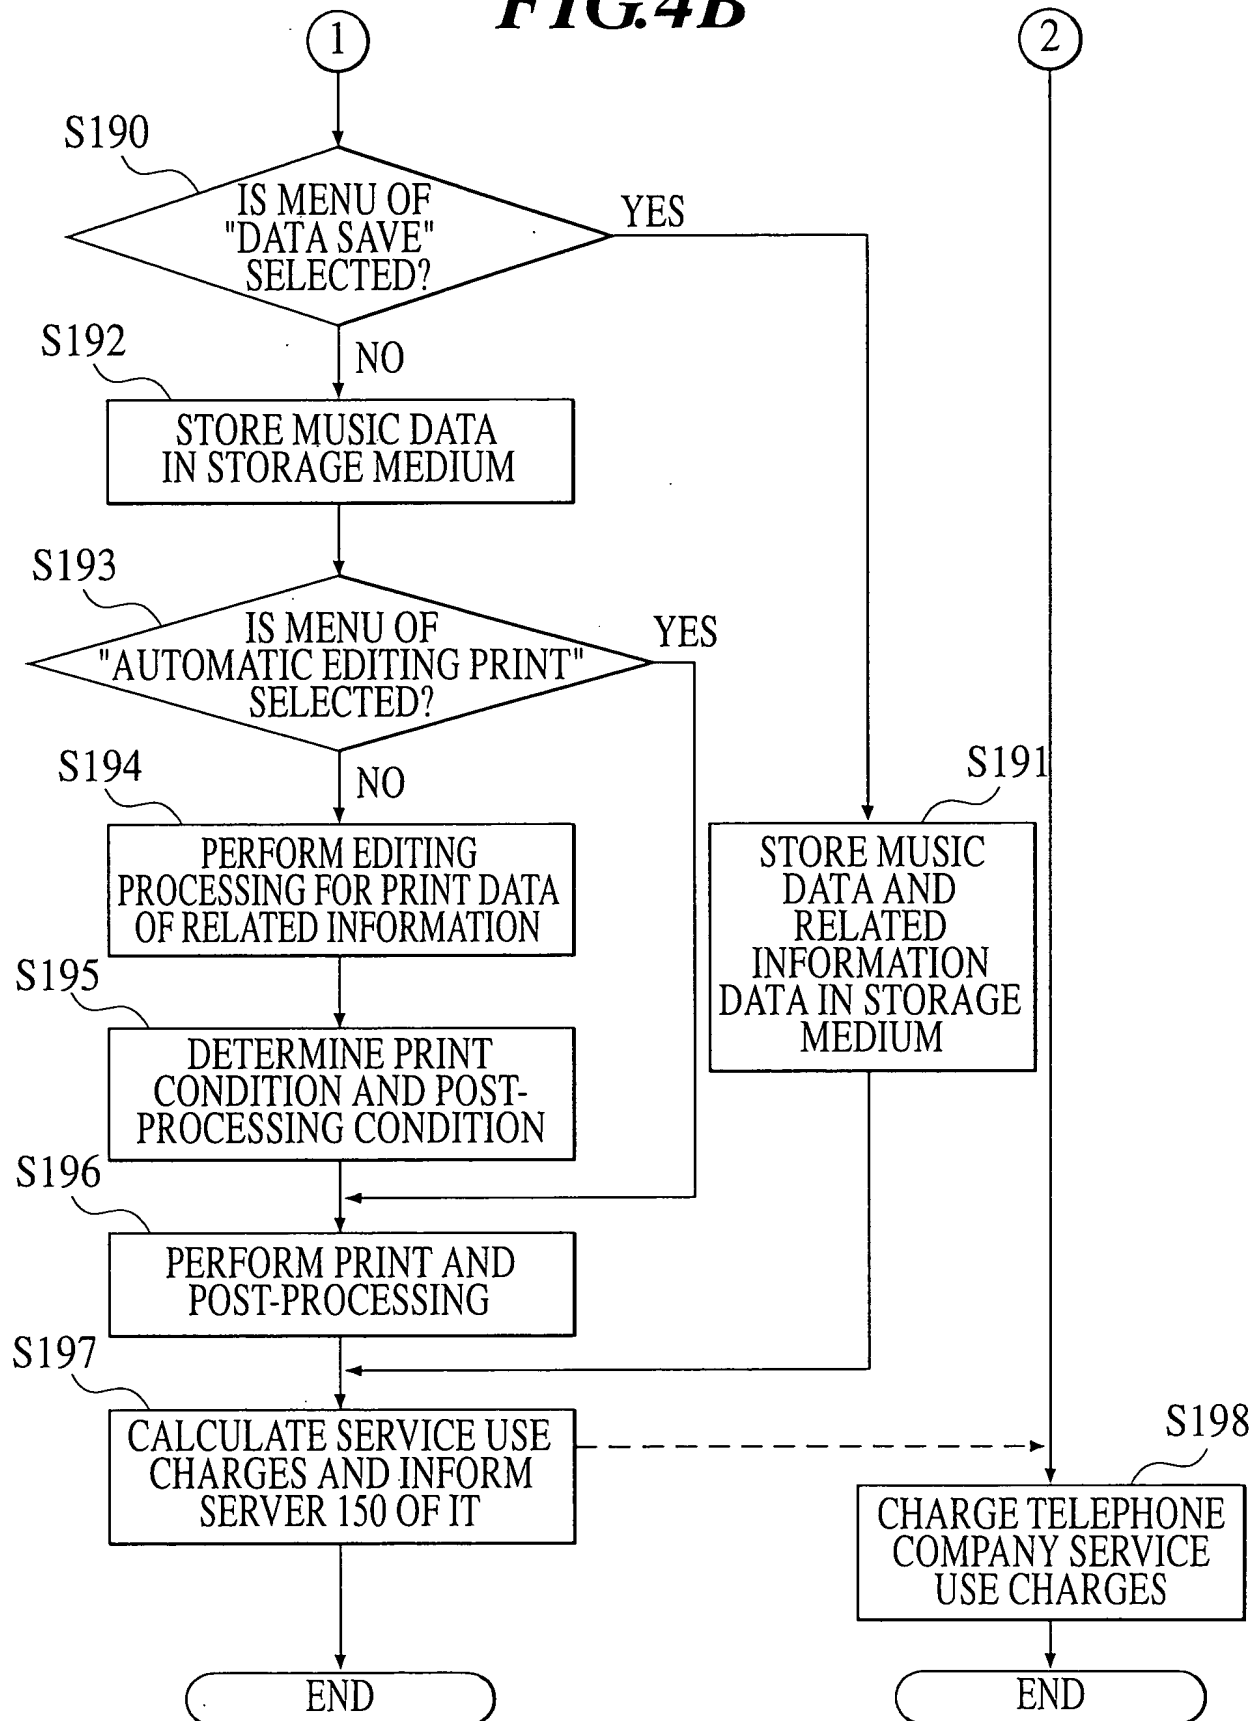 FIG.4B
1
2
S190
IS MENU OF
"DATA SAVE"
SELECTED?
YES
NO
S192
STORE MUSIC DATA
IN STORAGE MEDIUM
S193
IS MENU OF
"AUTOMATIC EDITING PRINT"
SELECTED?
YES
NO
S194
PERFORM EDITING
PROCESSING FOR PRINT DATA
OF RELATED INFORMATION
S191
STORE MUSIC
DATA AND
RELATED
INFORMATION
DATA IN STORAGE
MEDIUM
S195
DETERMINE PRINT
CONDITION AND POST-
PROCESSING CONDITION
S196
PERFORM PRINT AND
POST-PROCESSING
S197
CALCULATE SERVICE USE
CHARGES AND INFORM
SERVER 150 OF IT
S198
CHARGE TELEPHONE
COMPANY SERVICE
USE CHARGES
END
END